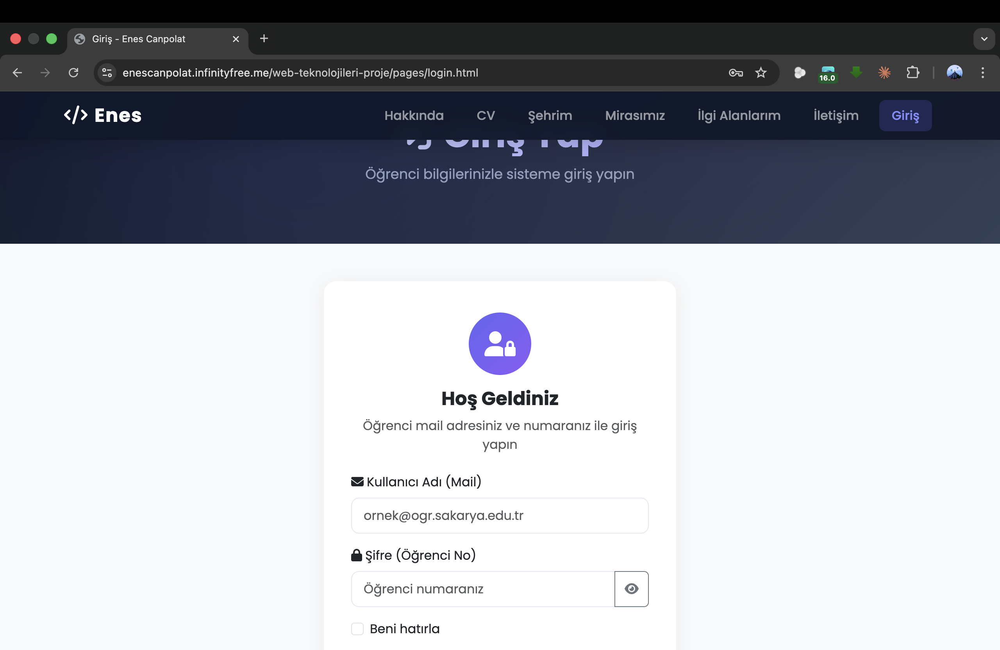 Giriş - Enes Canpolat
enescanpolat.infinityfree.me/web-teknolojileri-proje/pages/login.html
16.0
</> Enes
Hakkında
CV
Şehrim
Mirasımız
İlgi Alanlarım
İletişim
Giriş
Giriş Yap
Öğrenci bilgilerinizle sisteme giriş yapın
Hoş Geldiniz
Öğrenci mail adresiniz ve numaranız ile giriş
yapın
Kullanıcı Adı (Mail)
ornek@ogr.sakarya.edu.tr
Şifre (Öğrenci No)
Öğrenci numaranız
Beni hatırla